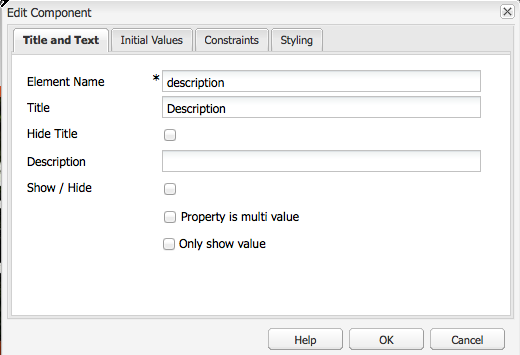 Edit Component
Title and Text Initial Values Constraints Styling
Element Name * description
Title Description
Hide Title
Description
Show / Hide
Property is multi value
Only show value
Help OK Cancel